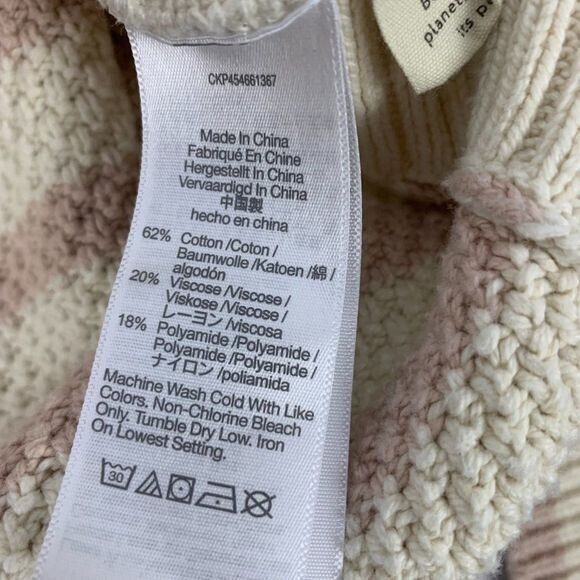 CKP454661367
planet
its p
Made In China
Fabriqué En Chine
Hergestellt In China
Vervaardigd In China
中国製
hecho en china
62% Cotton /Coton /
Baumwolle /Katoen /綿 /
algodón
20% Viscose /Viscose /
Viskose /Viscose /
レーヨン /viscosa
18% Polyamide /Polyamide /
Polyamide /Polyamide /
ナイロン /poliamida
Machine Wash Cold With Like
Colors. Non-Chlorine Bleach
Only. Tumble Dry Low. Iron
On Lowest Setting.
30